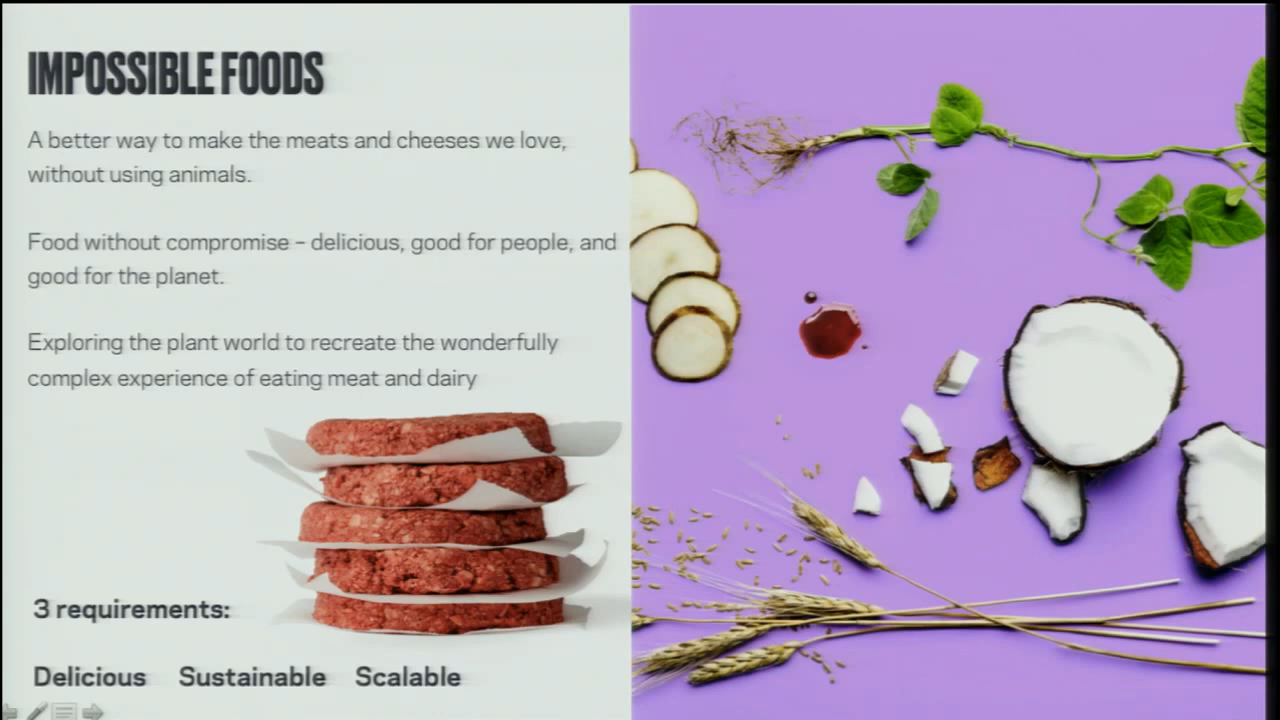 IMPOSSIBLE FOODS
A better way to make the meats and cheeses we love,
without using animals.
Food without compromise – delicious, good for people, and
good for the planet.
Exploring the plant world to recreate the wonderfully
complex experience of eating meat and dairy
3 requirements:
Delicious Sustainable Scalable